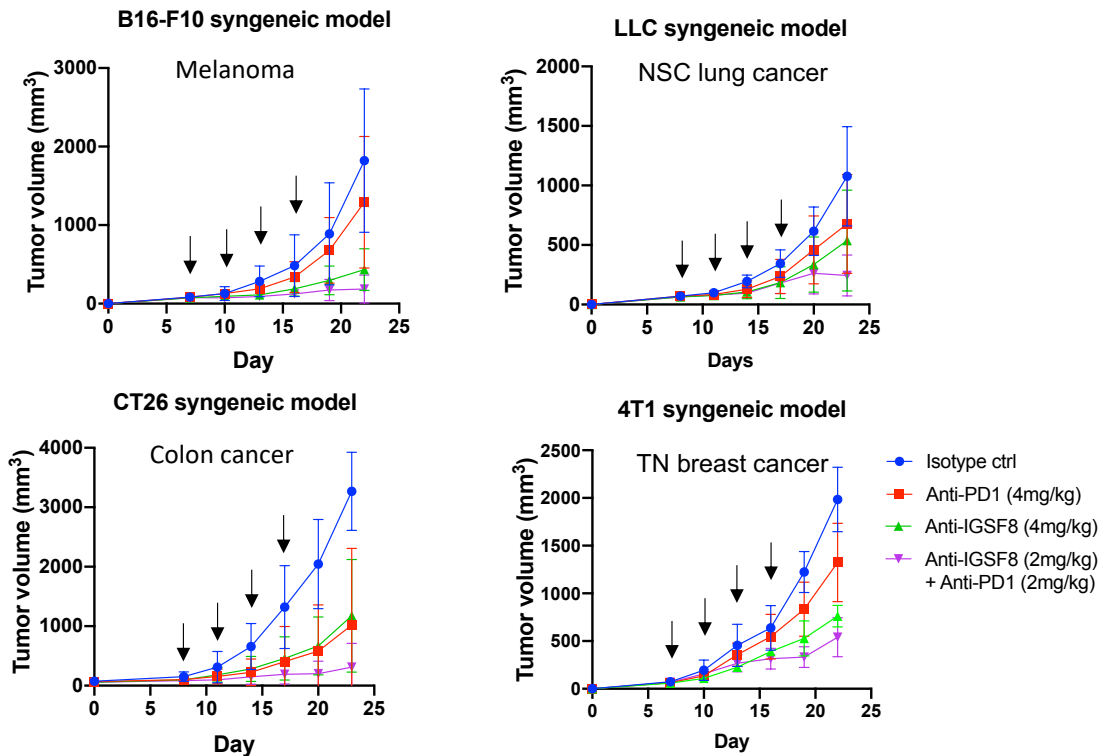 B16-F10 syngeneic model
Melanoma
Tumor volume (mm³)
3000
2000
1000
0
0 5 10 15 20 25
Day
LLC syngeneic model
NSC lung cancer
Tumor volume (mm³)
2000
1500
1000
500
0
0 5 10 15 20 25
Days
CT26 syngeneic model
Colon cancer
Tumor volume (mm³)
4000
3000
2000
1000
0
0 5 10 15 20 25
Day
4T1 syngeneic model
TN breast cancer
Tumor volume (mm³)
2500
2000
1500
1000
500
0
0 5 10 15 20 25
Day
Isotype ctrl
Anti-PD1 (4mg/kg)
Anti-IGSF8 (4mg/kg)
Anti-IGSF8 (2mg/kg)
+ Anti-PD1 (2mg/kg)